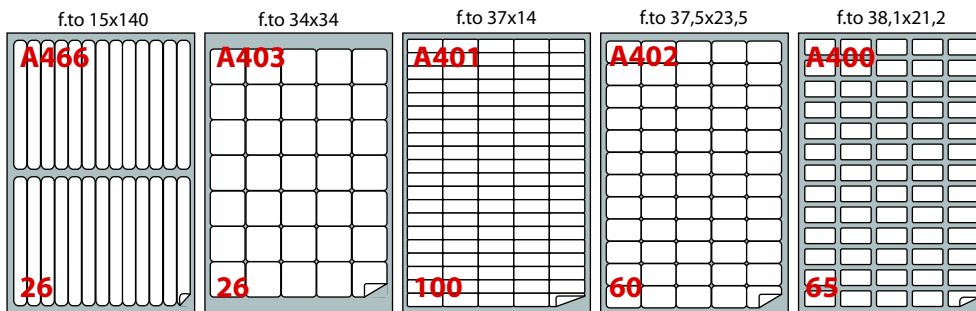 f.to 15x140
f.to 34x34
f.to 37x14
f.to 37,5x23,5
f.to 38,1x21,2
A466
A403
A401
A402
A400
26
26
100
60
65